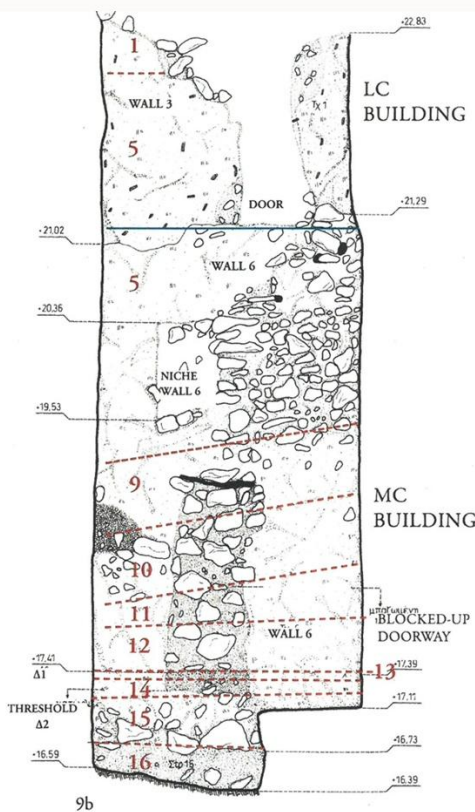 1
+22.83
LC
BUILDING
WALL 3
Τχ 1
5
DOOR
+21.29
+21.02
WALL 6
5
+20.36
NICHE
WALL 6
+19.53
9
MC
BUILDING
10
11
μπαζωμένη
BLOCKED-UP
DOORWAY
12
WALL 6
+17.41
Δ1
13
+17.39
14
+17.11
THRESHOLD
Δ2
15
+16.73
+16.59
16
Στρ 15
+16.39
9b